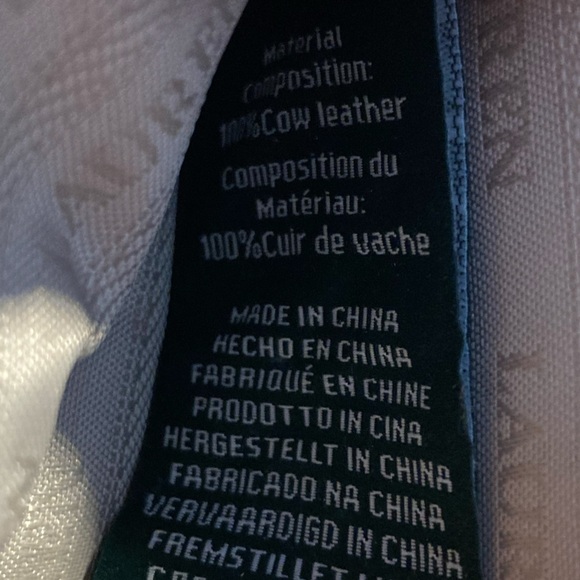 Material
Composition:
100%Cow leather
Composition du
Matériau:
100%Cuir de vache
MADE IN CHINA
HECHO EN CHINA
FABRIQUÉ EN CHINE
PRODOTTO IN CINA
HERGESTELLT IN CHINA
FABRICADO NA CHINA
VERVAARDIGD IN CHINA
FREMSTILLET
LAUREN